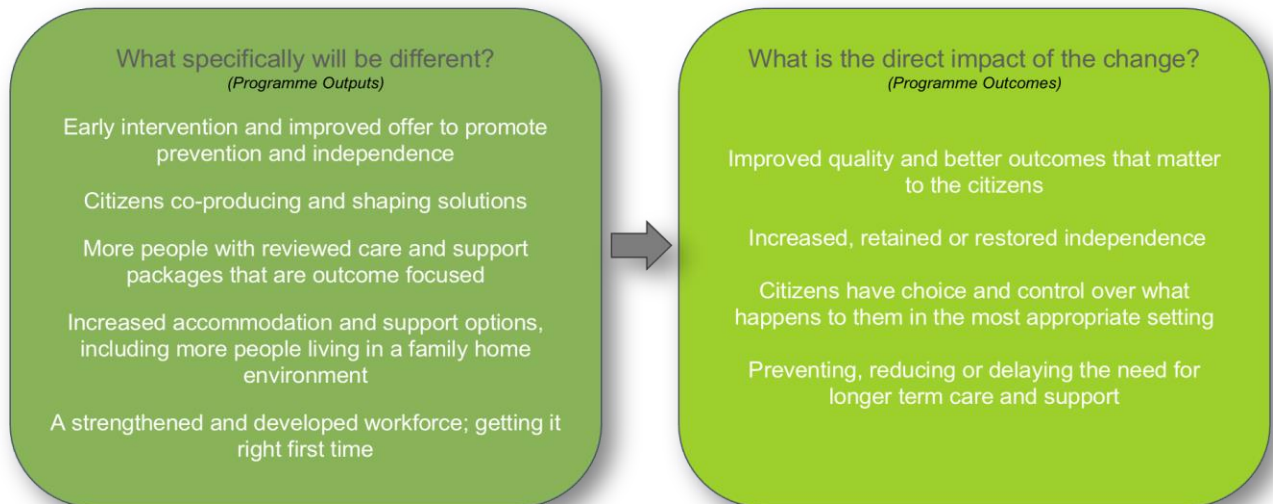 What specifically will be different?
(Programme Outputs)
Early intervention and improved offer to promote
prevention and independence
Citizens co-producing and shaping solutions
More people with reviewed care and support
packages that are outcome focused
Increased accommodation and support options,
including more people living in a family home
environment
A strengthened and developed workforce; getting it
right first time
What is the direct impact of the change?
(Programme Outcomes)
Improved quality and better outcomes that matter
to the citizens
Increased, retained or restored independence
Citizens have choice and control over what
happens to them in the most appropriate setting
Preventing, reducing or delaying the need for
longer term care and support